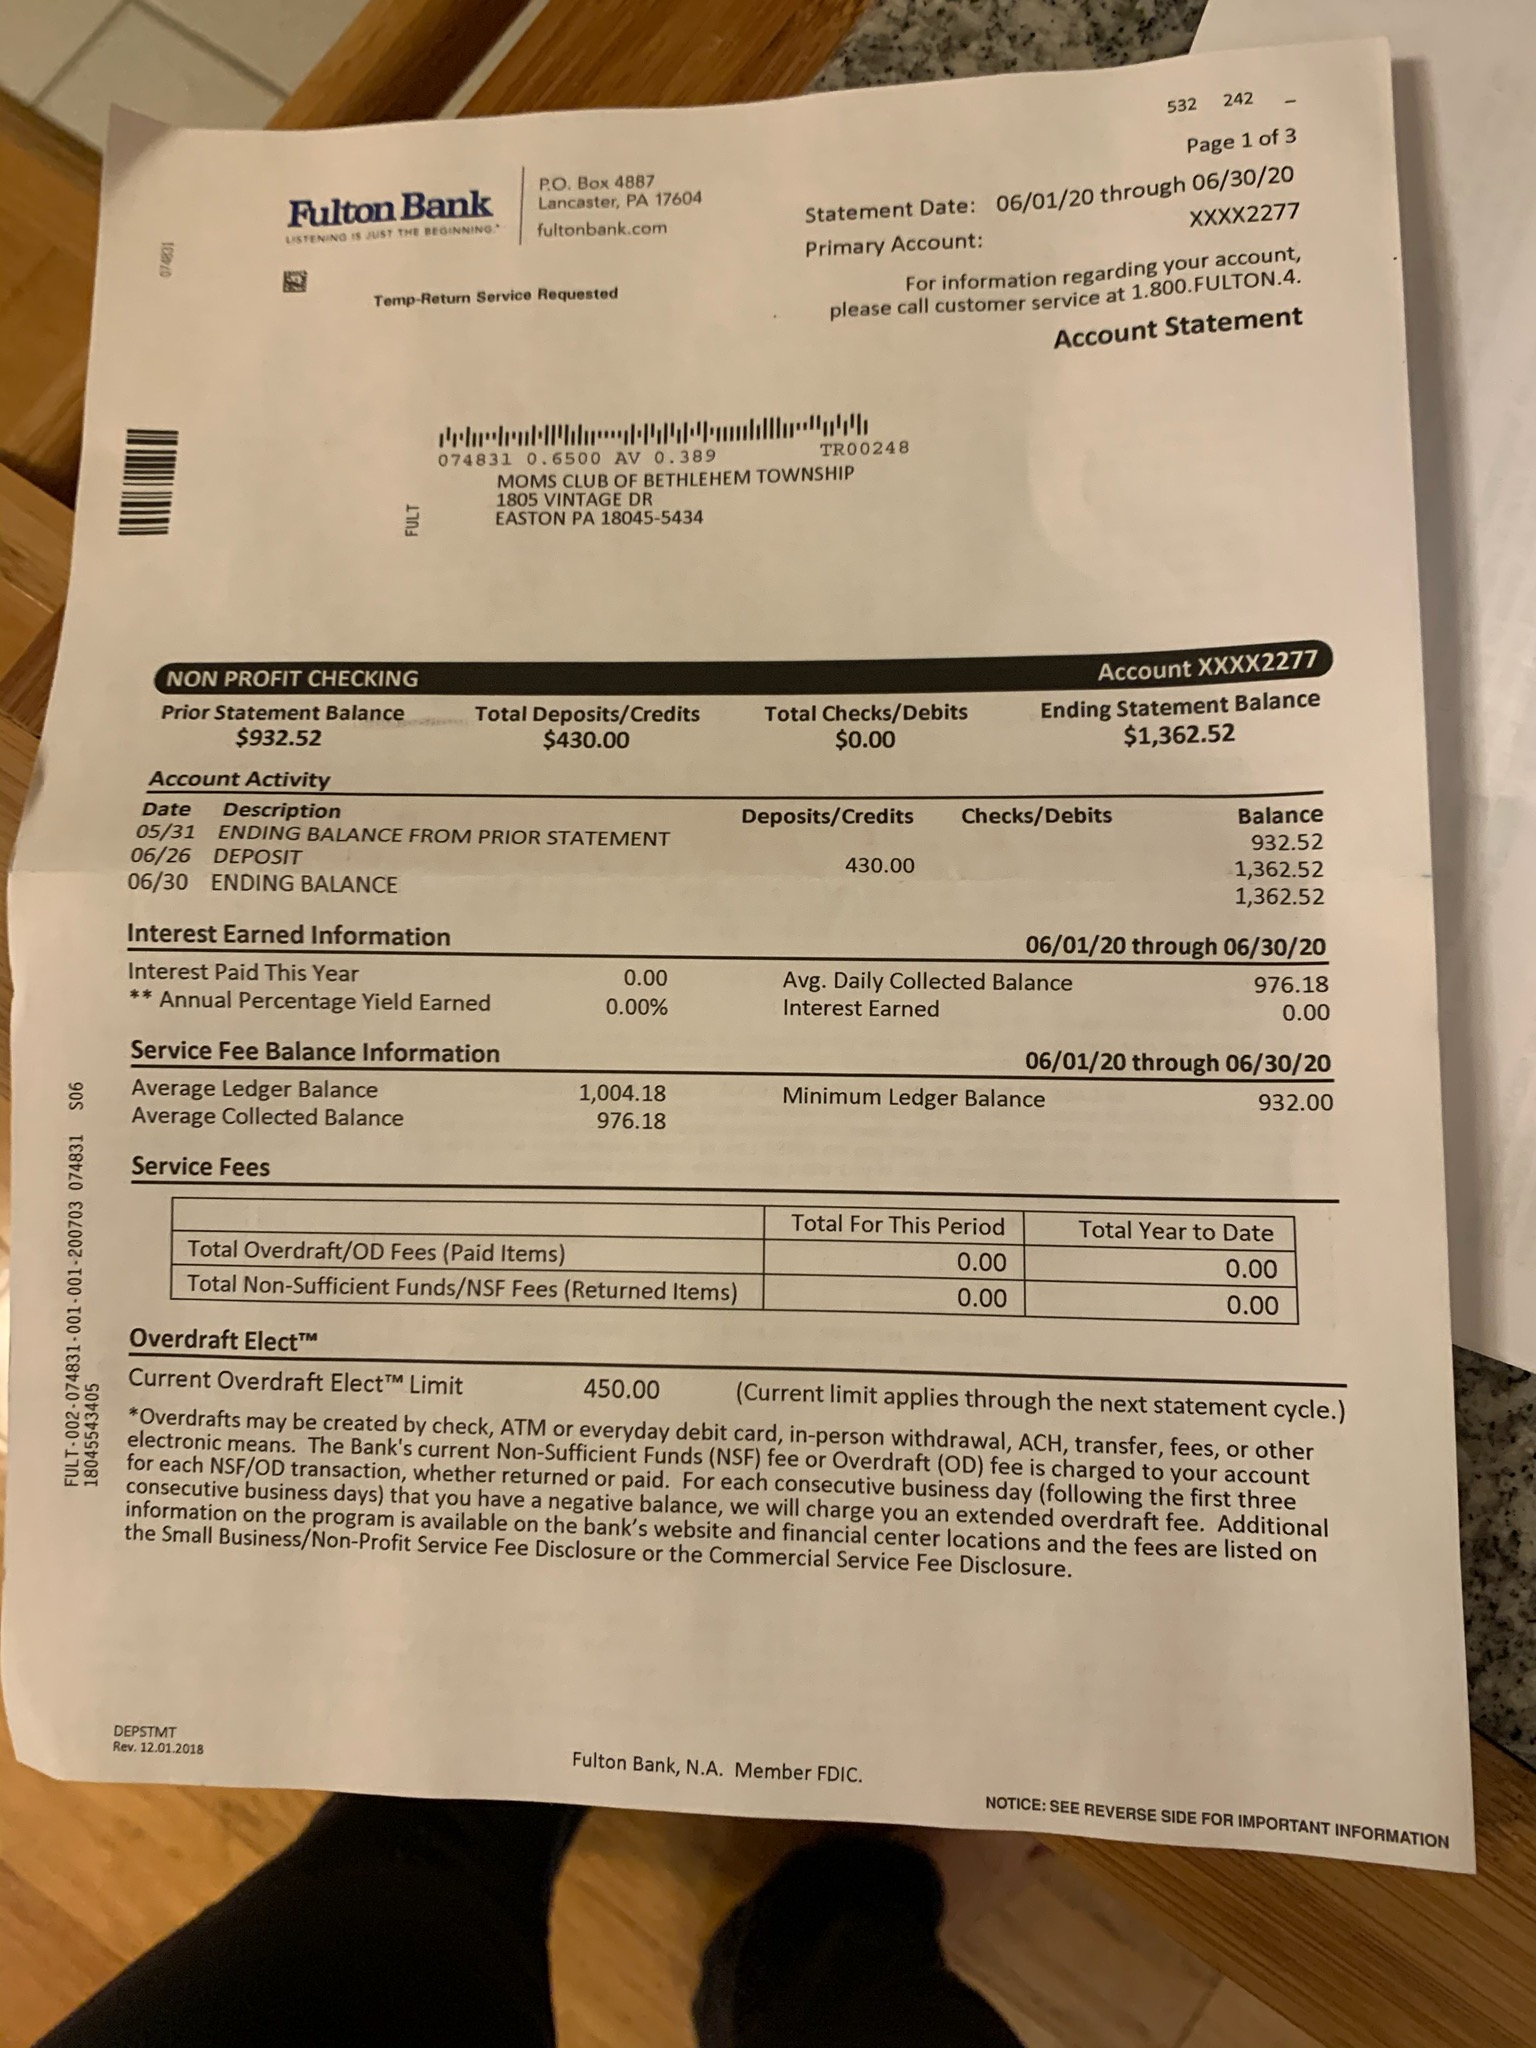 532 242 –
Page 1 of 3
Fulton Bank
LISTENING IS JUST THE BEGINNING.®
P.O. Box 4887
Lancaster, PA 17604
fultonbank.com
Statement Date: 06/01/20 through 06/30/20
Primary Account: XXXX2277
074831
Temp-Return Service Requested
For information regarding your account,
please call customer service at 1.800.FULTON.4.
Account Statement
074831 0.6500 AV 0.389 TR00248
MOMS CLUB OF BETHLEHEM TOWNSHIP
1805 VINTAGE DR
EASTON PA 18045-5434
FULT
NON PROFIT CHECKING Account XXXX2277
Prior Statement Balance Total Deposits/Credits Total Checks/Debits Ending Statement Balance
$932.52 $430.00 $0.00 $1,362.52
Account Activity
Date Description Deposits/Credits Checks/Debits Balance
05/31 ENDING BALANCE FROM PRIOR STATEMENT 932.52
06/26 DEPOSIT 430.00 1,362.52
06/30 ENDING BALANCE 1,362.52
Interest Earned Information 06/01/20 through 06/30/20
Interest Paid This Year 0.00 Avg. Daily Collected Balance 976.18
** Annual Percentage Yield Earned 0.00% Interest Earned 0.00
Service Fee Balance Information 06/01/20 through 06/30/20
Average Ledger Balance 1,004.18 Minimum Ledger Balance 932.00
Average Collected Balance 976.18
Service Fees
Total For This Period Total Year to Date
Total Overdraft/OD Fees (Paid Items) 0.00 0.00
Total Non-Sufficient Funds/NSF Fees (Returned Items) 0.00 0.00
Overdraft Elect™
Current Overdraft Elect™ Limit 450.00 (Current limit applies through the next statement cycle.)
*Overdrafts may be created by check, ATM or everyday debit card, in-person withdrawal, ACH, transfer, fees, or other
electronic means. The Bank's current Non-Sufficient Funds (NSF) fee or Overdraft (OD) fee is charged to your account
for each NSF/OD transaction, whether returned or paid. For each consecutive business day (following the first three
consecutive business days) that you have a negative balance, we will charge you an extended overdraft fee. Additional
information on the program is available on the bank's website and financial center locations and the fees are listed on
the Small Business/Non-Profit Service Fee Disclosure or the Commercial Service Fee Disclosure.
FULT-002-074831-001-001-001-200703 074831 S06
18045543405
DEPSTMT
Rev. 12.01.2018
Fulton Bank, N.A. Member FDIC.
NOTICE: SEE REVERSE SIDE FOR IMPORTANT INFORMATION